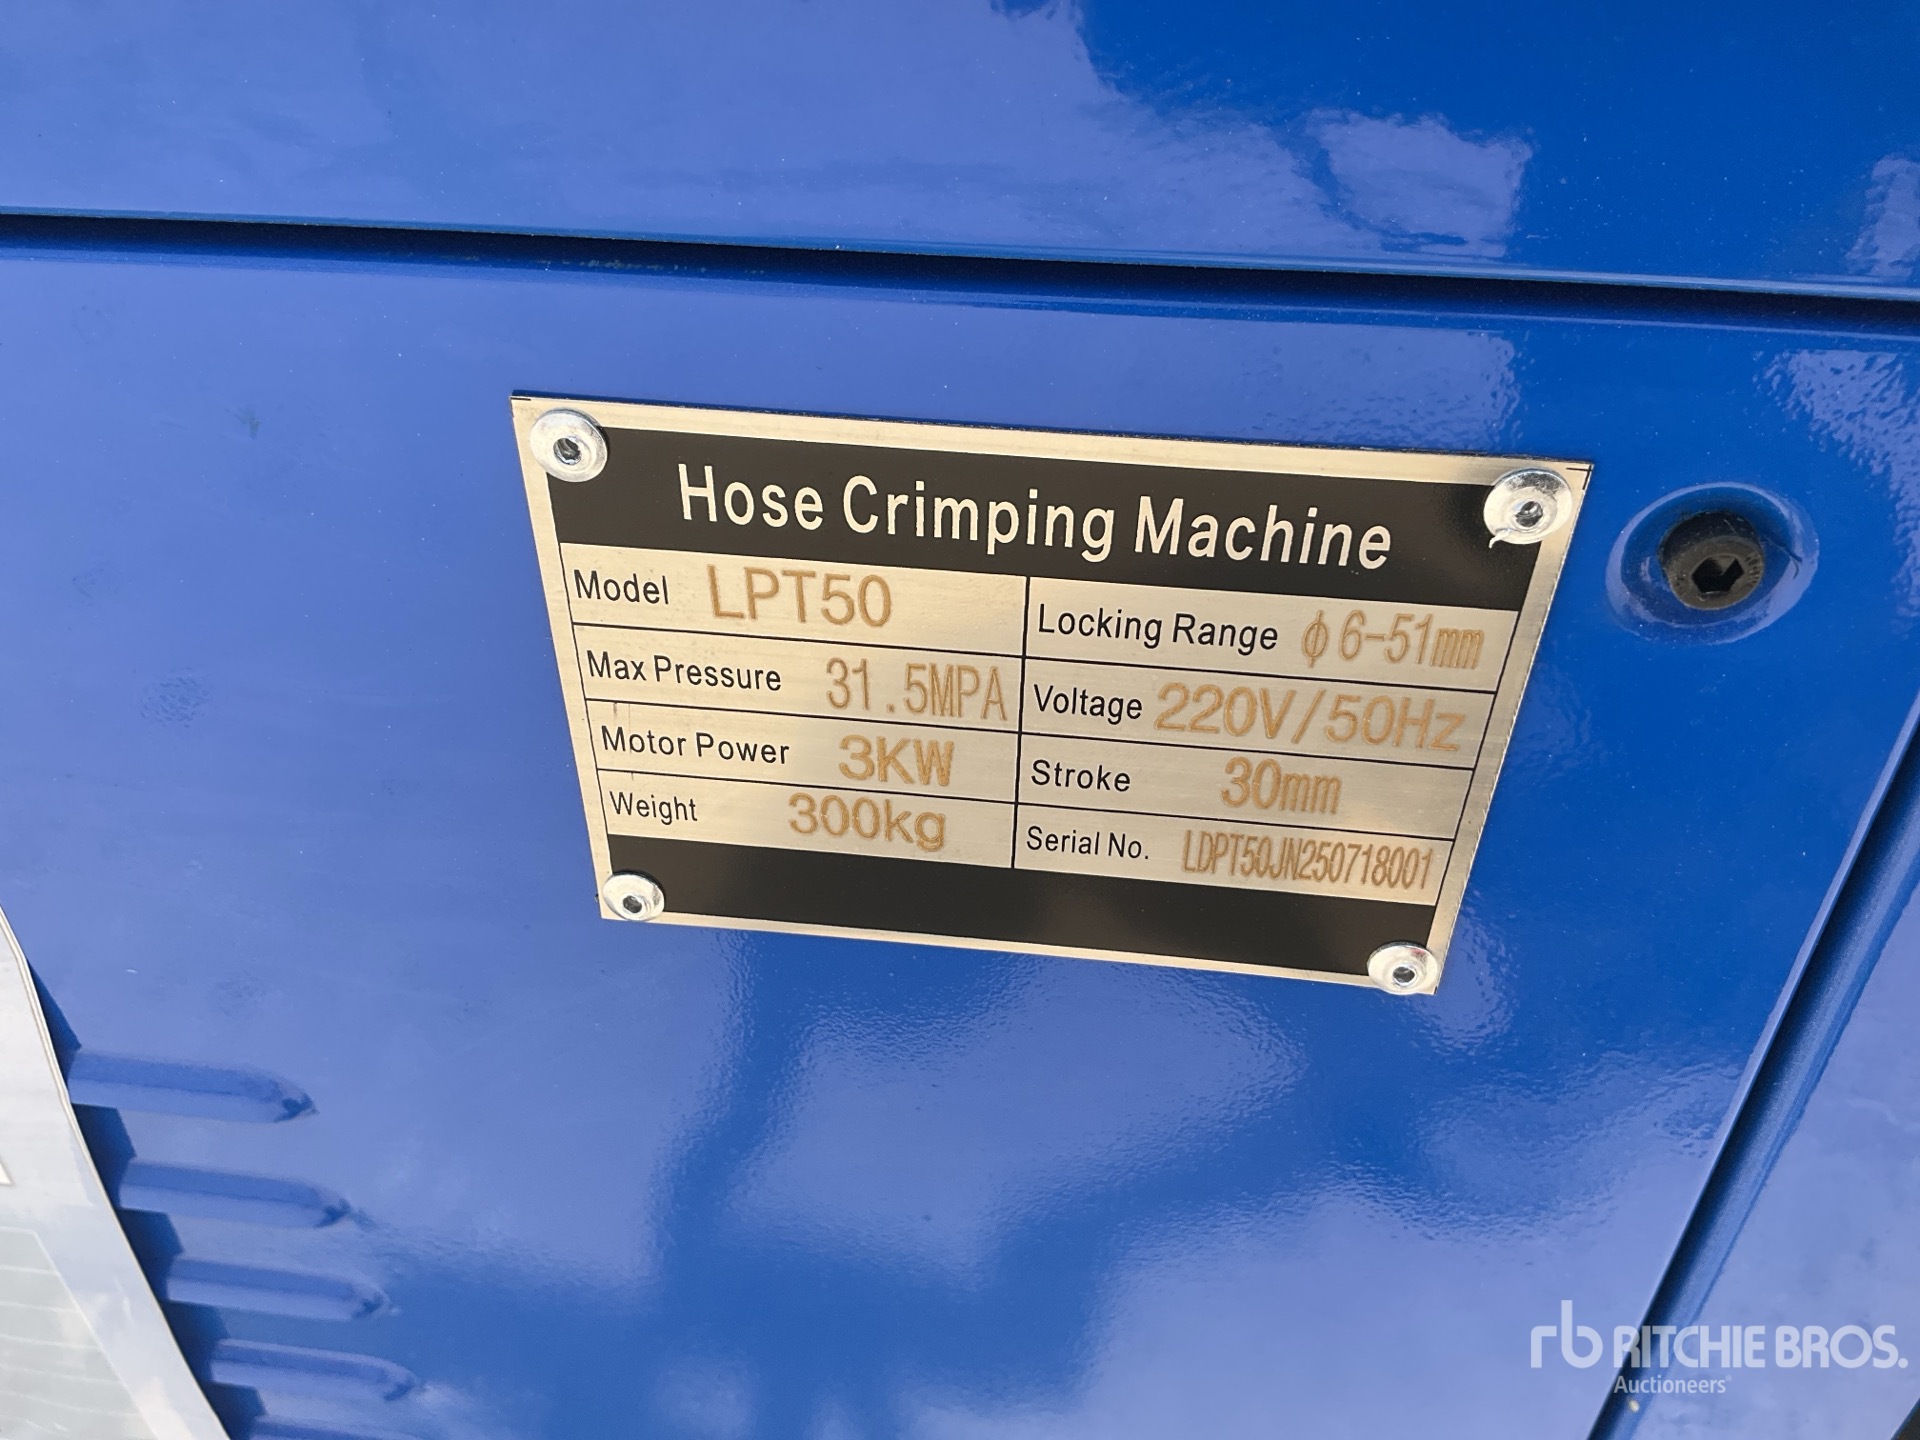 Hose Crimping Machine
Model LPT50
Locking Range ϕ6-51mm
Max Pressure 31.5MPA
Voltage 220V/50Hz
Motor Power 3KW
Stroke 30mm
Weight 300kg
Serial No. LDPT50JN250718001
rb RITCHIE BROS.
Auctioneers